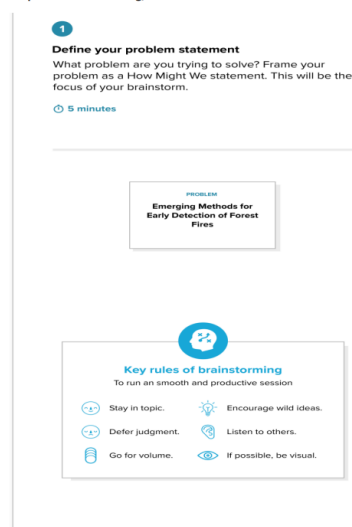 1
Define your problem statement
What problem are you trying to solve? Frame your
problem as a How Might We statement. This will be the
focus of your brainstorm.
5 minutes
PROBLEM
Emerging Methods for
Early Detection of Forest
Fires
Key rules of brainstorming
To run an smooth and productive session
Stay in topic.
Encourage wild ideas.
Defer judgment.
Listen to others.
Go for volume.
If possible, be visual.